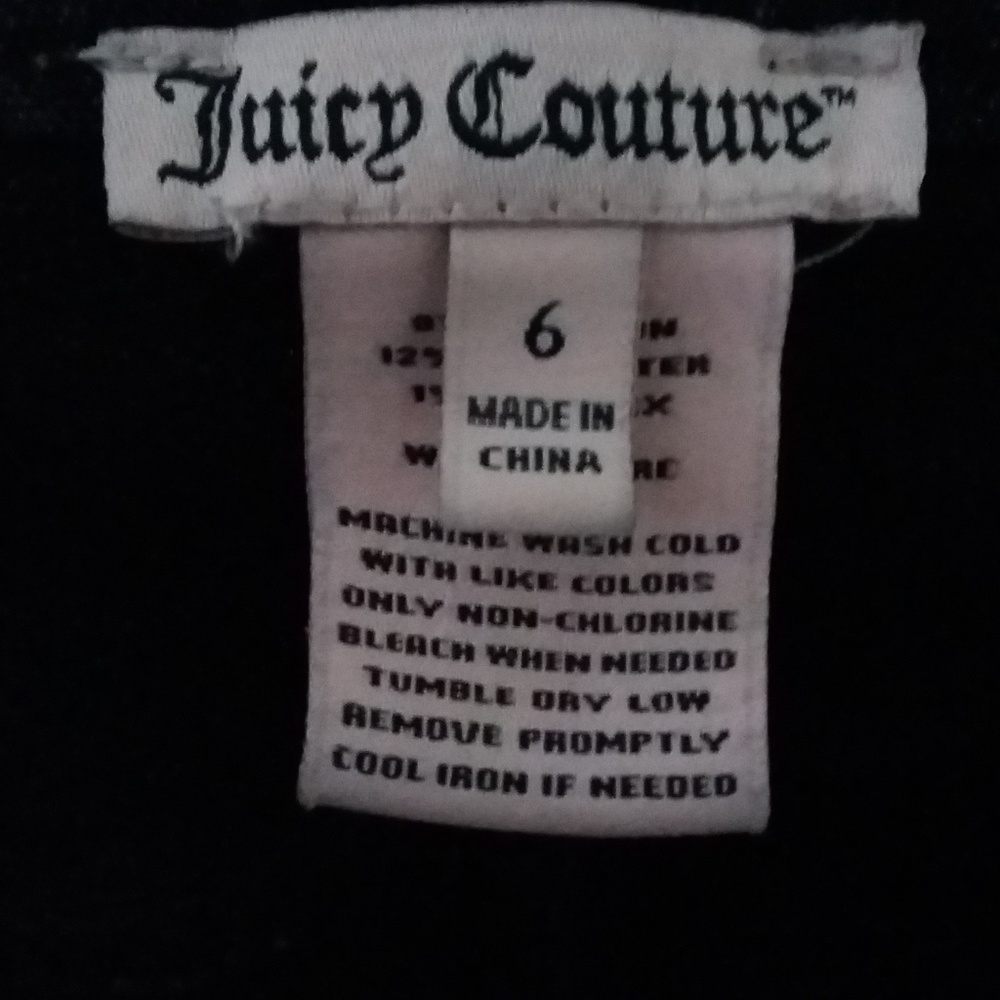 Juicy Couture™
6
MADE IN
CHINA
12%
MACHINE WASH COLD
WITH LIKE COLORS
ONLY NON-CHLORINE
BLEACH WHEN NEEDED
TUMBLE DRY LOW
REMOVE PROMPTLY
COOL IRON IF NEEDED